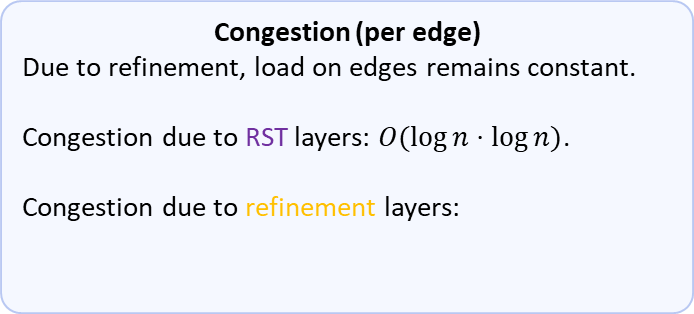 Congestion (per edge)
Due to refinement, load on edges remains constant.
Congestion due to RST layers: O(log n · log n).
Congestion due to refinement layers: